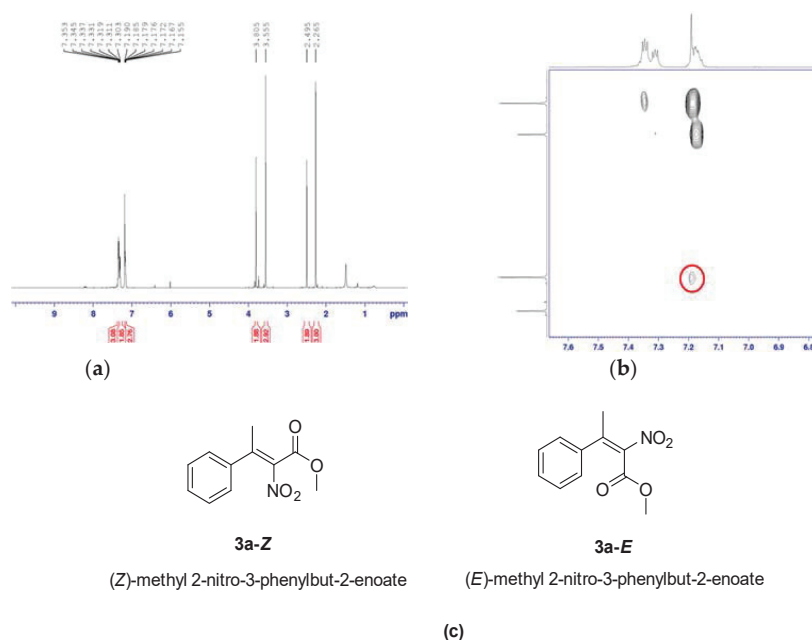 7.353
7.345
7.337
7.331
7.319
7.311
7.303
7.190
7.185
7.179
7.176
7.172
7.167
7.155
3.805
3.555
2.495
2.265
9 8 7 6 5 4 3 2 1 ppm
3.00
(a)
7.6 7.5 7.4 7.3 7.2 7.1 7.0 6.9
(b)
O
O
NO2
3a-Z
(Z)-methyl 2-nitro-3-phenylbut-2-enoate
NO2
O
O
3a-E
(E)-methyl 2-nitro-3-phenylbut-2-enoate
(c)